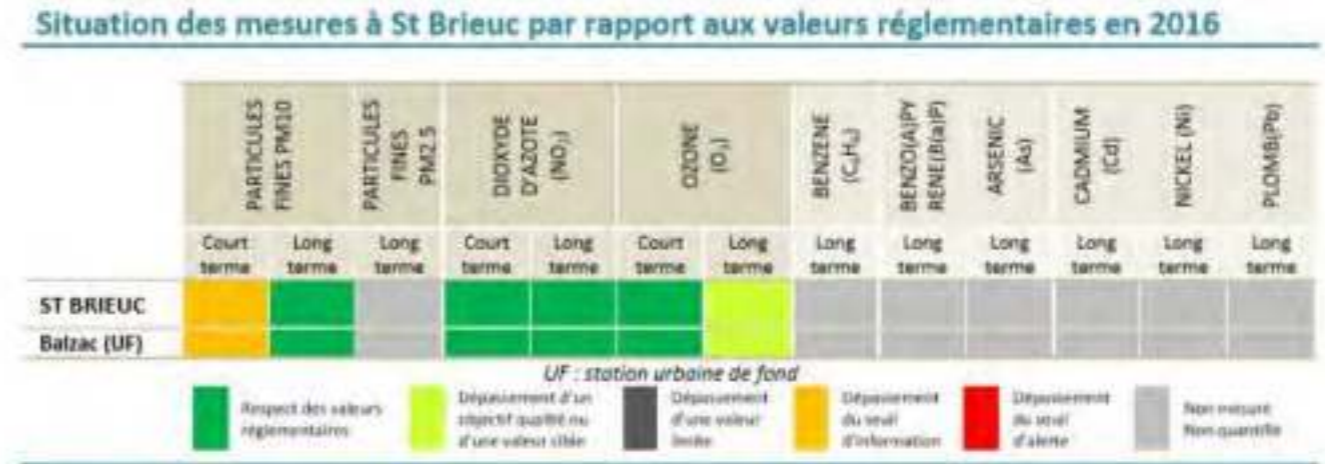 Situation des mesures à St Brieuc par rapport aux valeurs réglementaires en 2016
PARTICULES
FINES PM10
PARTICULES
FINES
PM2.5
DIOXYDE
D'AZOTE
(NO₂)
OZONE
(O₃)
BENZENE
(C₆H₆)
BENZO(A)PY
RENE(B(a)P)
ARSENIC
(As)
CADMIUM
(Cd)
NICKEL (Ni)
PLOMB(Pb)
Court terme
Long terme
Long terme
Court terme
Long terme
Court terme
Long terme
Long terme
Long terme
Long terme
Long terme
Long terme
Long terme
ST BRIEUC
Balzac (UF)
UF : station urbaine de fond
Respect des valeurs
réglementaires
Dépassement d'un
objectif qualité ou
d'une valeur cible
Dépassement
d'une valeur
limite
Dépassement
du seuil
d'information
Dépassement
du seuil
d'alerte
Non mesuré
Non quantifié